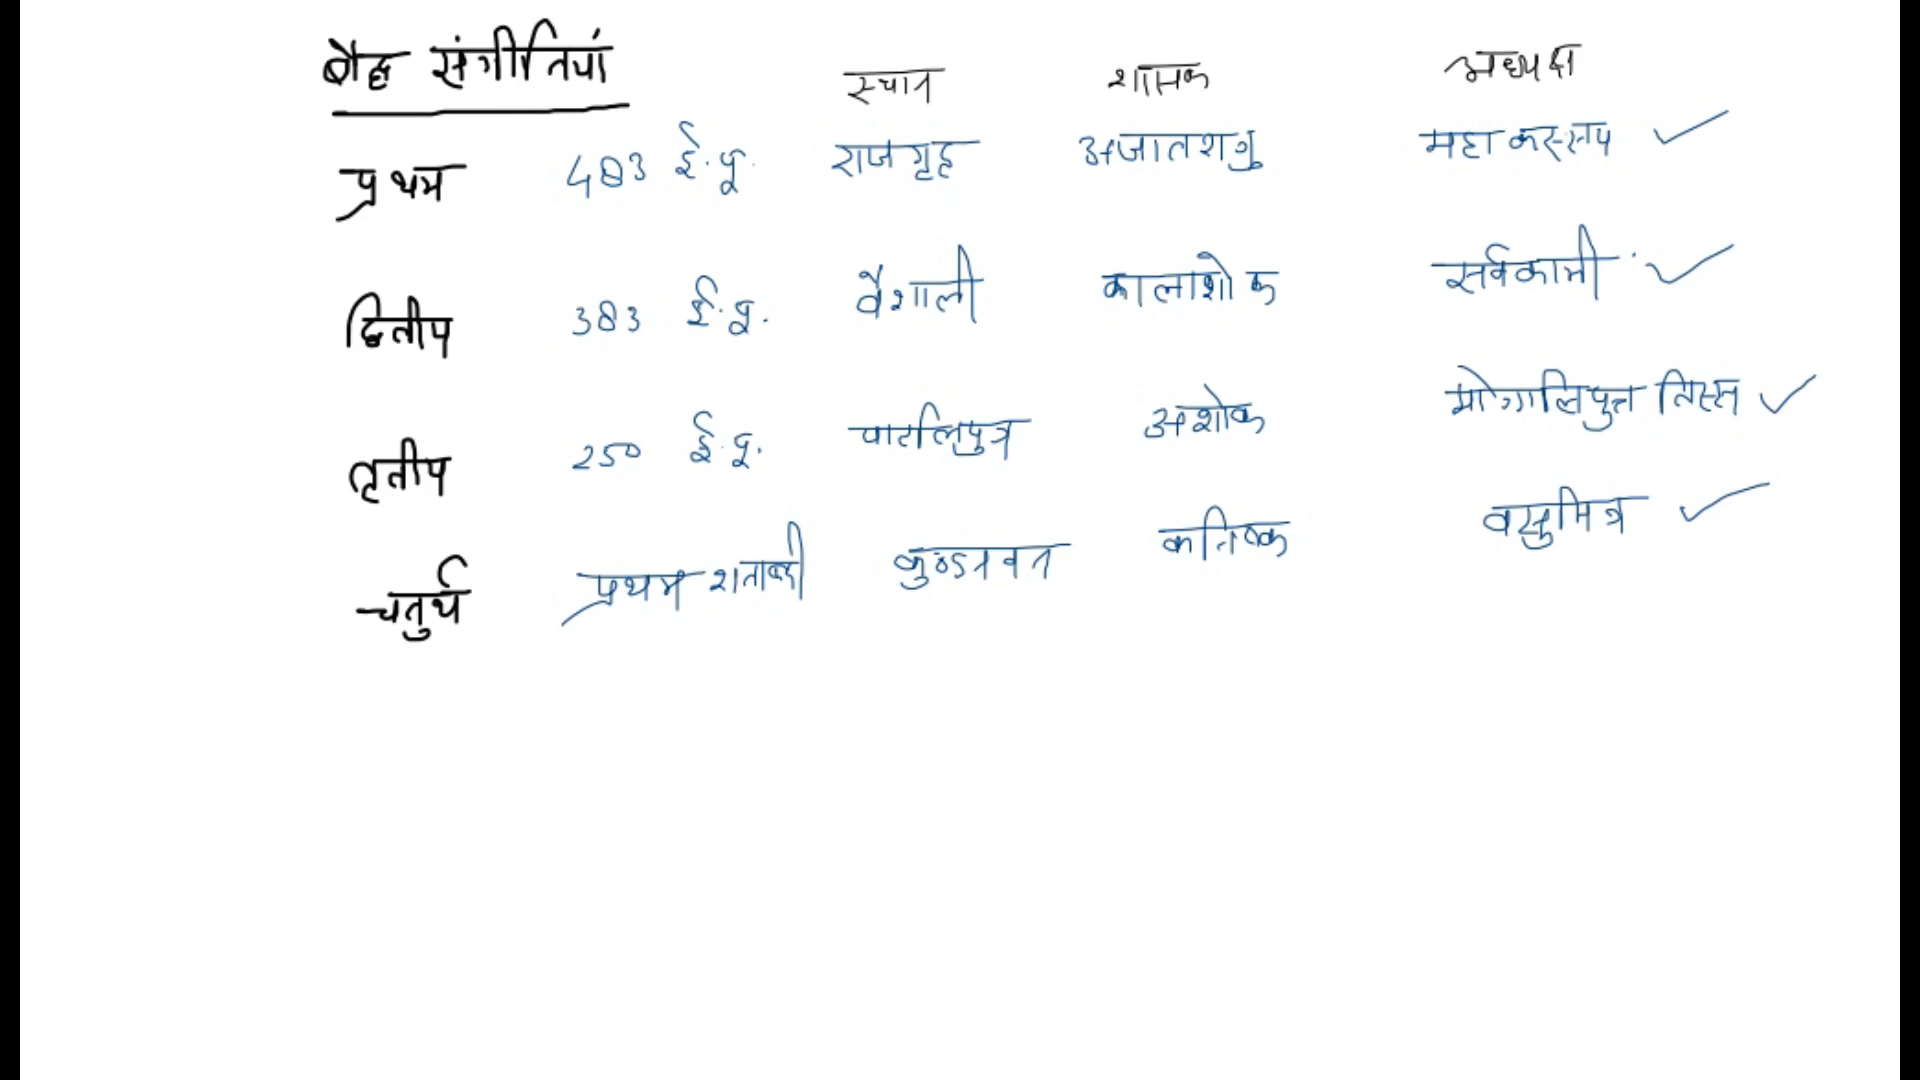 बौद्ध संगीतियां स्थान शासक अध्यक्ष
प्रथम 483 ई.पू. राजगृह अजातशत्रु महाकस्सप
द्वितीय 383 ई.पू. वैशाली कालाशोक सर्वकामी
तृतीय 250 ई.पू. पाटलिपुत्र अशोक मोग्गलिपुत्त तिस्स
चतुर्थ प्रथम शताब्दी कुण्डलवन कनिष्क वसुमित्र